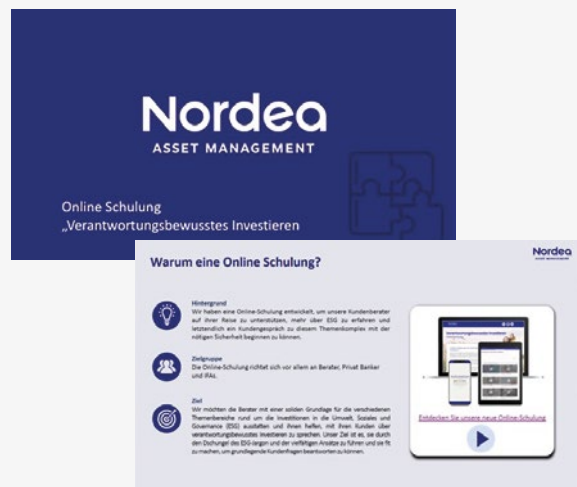 Nordea
ASSET MANAGEMENT
Online Schulung
„Verantwortungsbewusstes Investieren
Nordea
ASSET MANAGEMENT
Warum eine Online Schulung?
Hintergrund
Wir haben eine Online-Schulung entwickelt, um unsere Kundenberater
auf ihrer Reise zu unterstützen, mehr über ESG zu erfahren und
letztendlich ein Kundengespräch zu diesem Themenkomplex mit der
nötigen Sicherheit beginnen zu können.
Zielgruppe
Die Online-Schulung richtet sich vor allem an Berater, Privat Banker
und IFAs.
Ziel
Wir möchten die Berater mit einer soliden Grundlage für die verschiedenen
Themenbereiche rund um die Investitionen in die Umwelt, Soziales und
Governance (ESG) ausstatten und ihnen helfen, mit ihren Kunden über
verantwortungsbewusstes Investieren zu sprechen. Unser Ziel ist es, sie durch
den Dschungel des ESG-Jargon und der vielfältigen Ansätze zu führen und sie fit
zu machen, um grundlegende Kundenfragen beantworten zu können.
Entdecken Sie unsere neue Online-Schulung